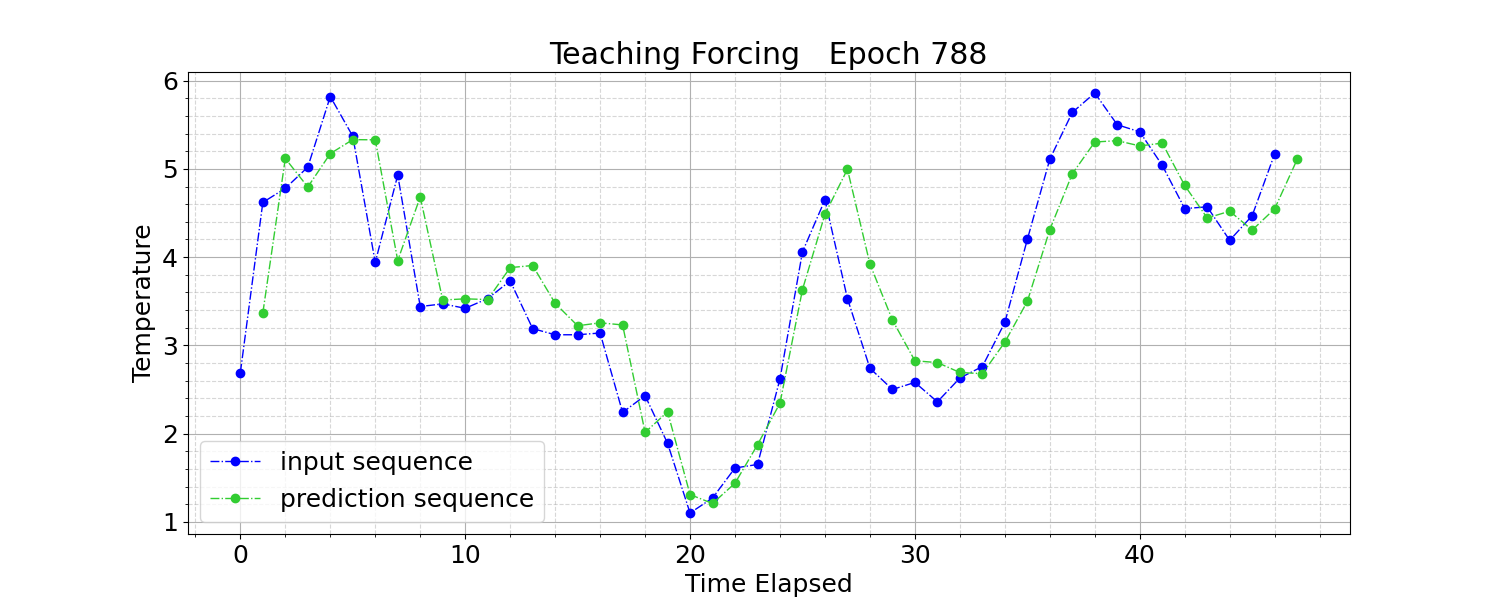 Teaching Forcing   Epoch 788
6
5
4
3
2
1
Temperature
input sequence
prediction sequence
0 10 20 30 40
Time Elapsed